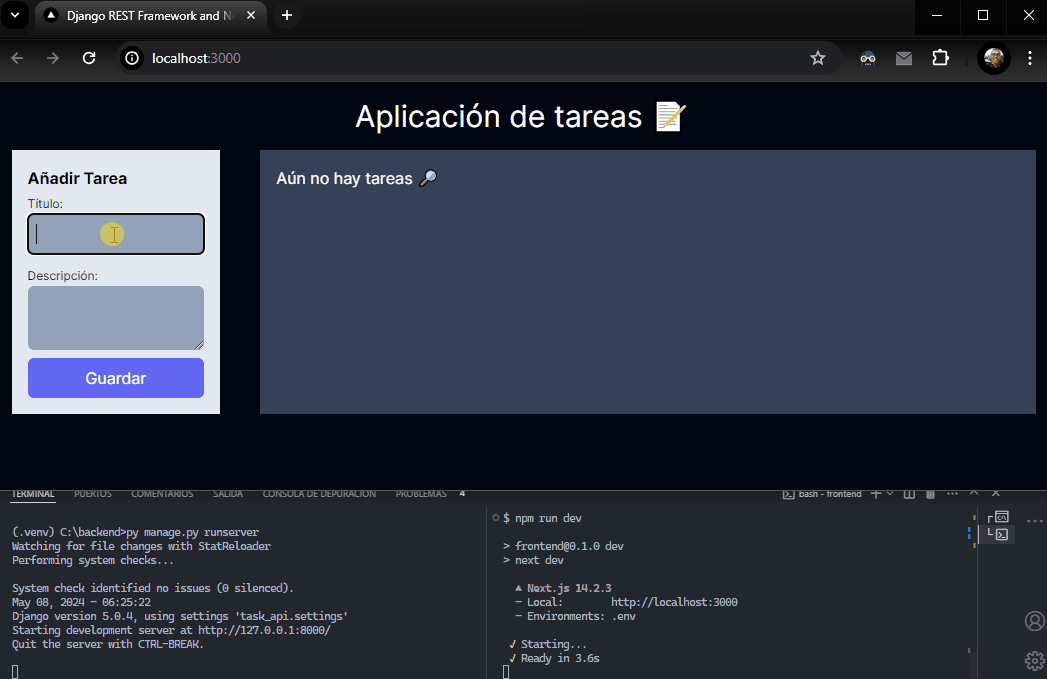 Django REST Framework and Ne
localhost:3000
Aplicación de tareas
Añadir Tarea
Título:
Descripción:
Guardar
Aún no hay tareas
TERMINAL PUERTOS COMENTARIOS SALIDA CONSOLA DE DEPURACIÓN PROBLEMAS 4
bash - frontend
(.venv) C:\backend>py manage.py runserver
Watching for file changes with StatReloader
Performing system checks...
System check identified no issues (0 silenced).
May 08, 2024 - 06:25:22
Django version 5.0.4, using settings 'task_api.settings'
Starting development server at http://127.0.0.1:8000/
Quit the server with CTRL-BREAK.
$ npm run dev
> frontend@0.1.0 dev
> next dev
▲ Next.js 14.2.3
- Local: http://localhost:3000
- Environments: .env
✓ Starting...
✓ Ready in 3.6s